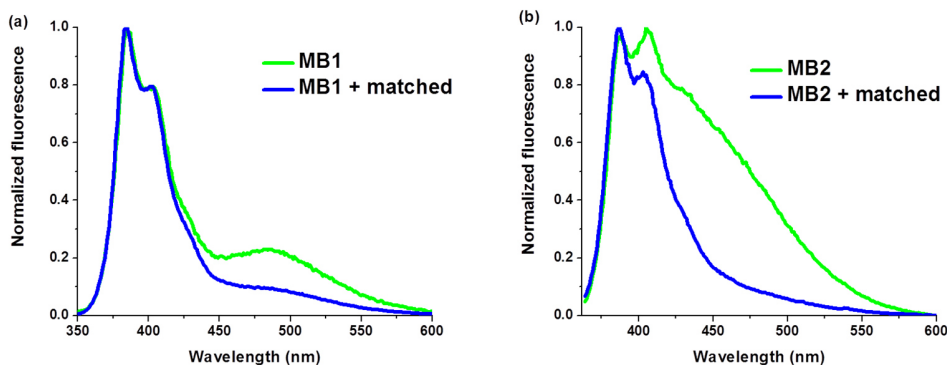 (a)
1.0
0.8
0.6
0.4
0.2
0.0
350 400 450 500 550 600
Normalized fluorescence
Wavelength (nm)
MB1
MB1 + matched
(b)
1.0
0.8
0.6
0.4
0.2
0.0
400 450 500 550 600
Normalized fluorescence
Wavelength (nm)
MB2
MB2 + matched